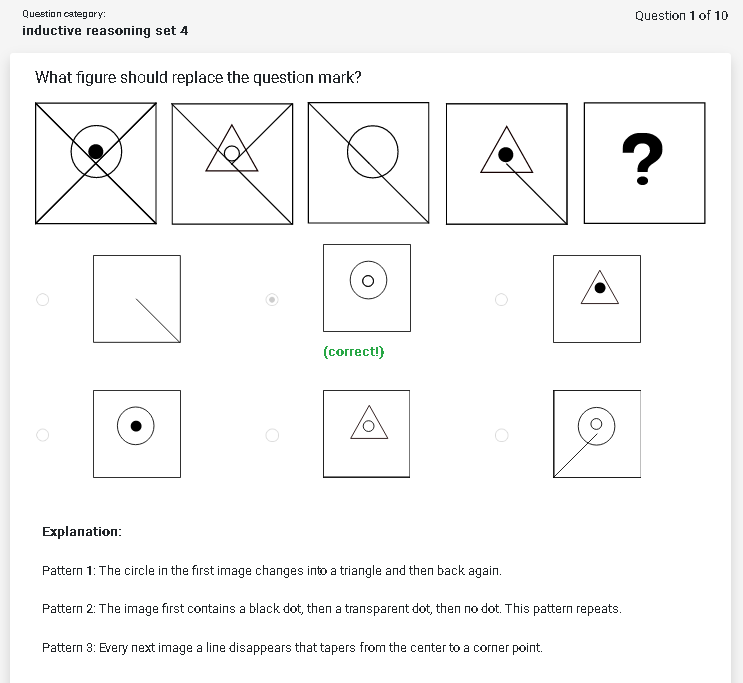 Question category:
Question 1 of 10
inductive reasoning set 4
What figure should replace the question mark?
?
(correct!)
Explanation:
Pattern 1: The circle in the first image changes into a triangle and then back again.
Pattern 2: The image first contains a black dot, then a transparent dot, then no dot. This pattern repeats.
Pattern 3: Every next image a line disappears that tapers from the center to a corner point.